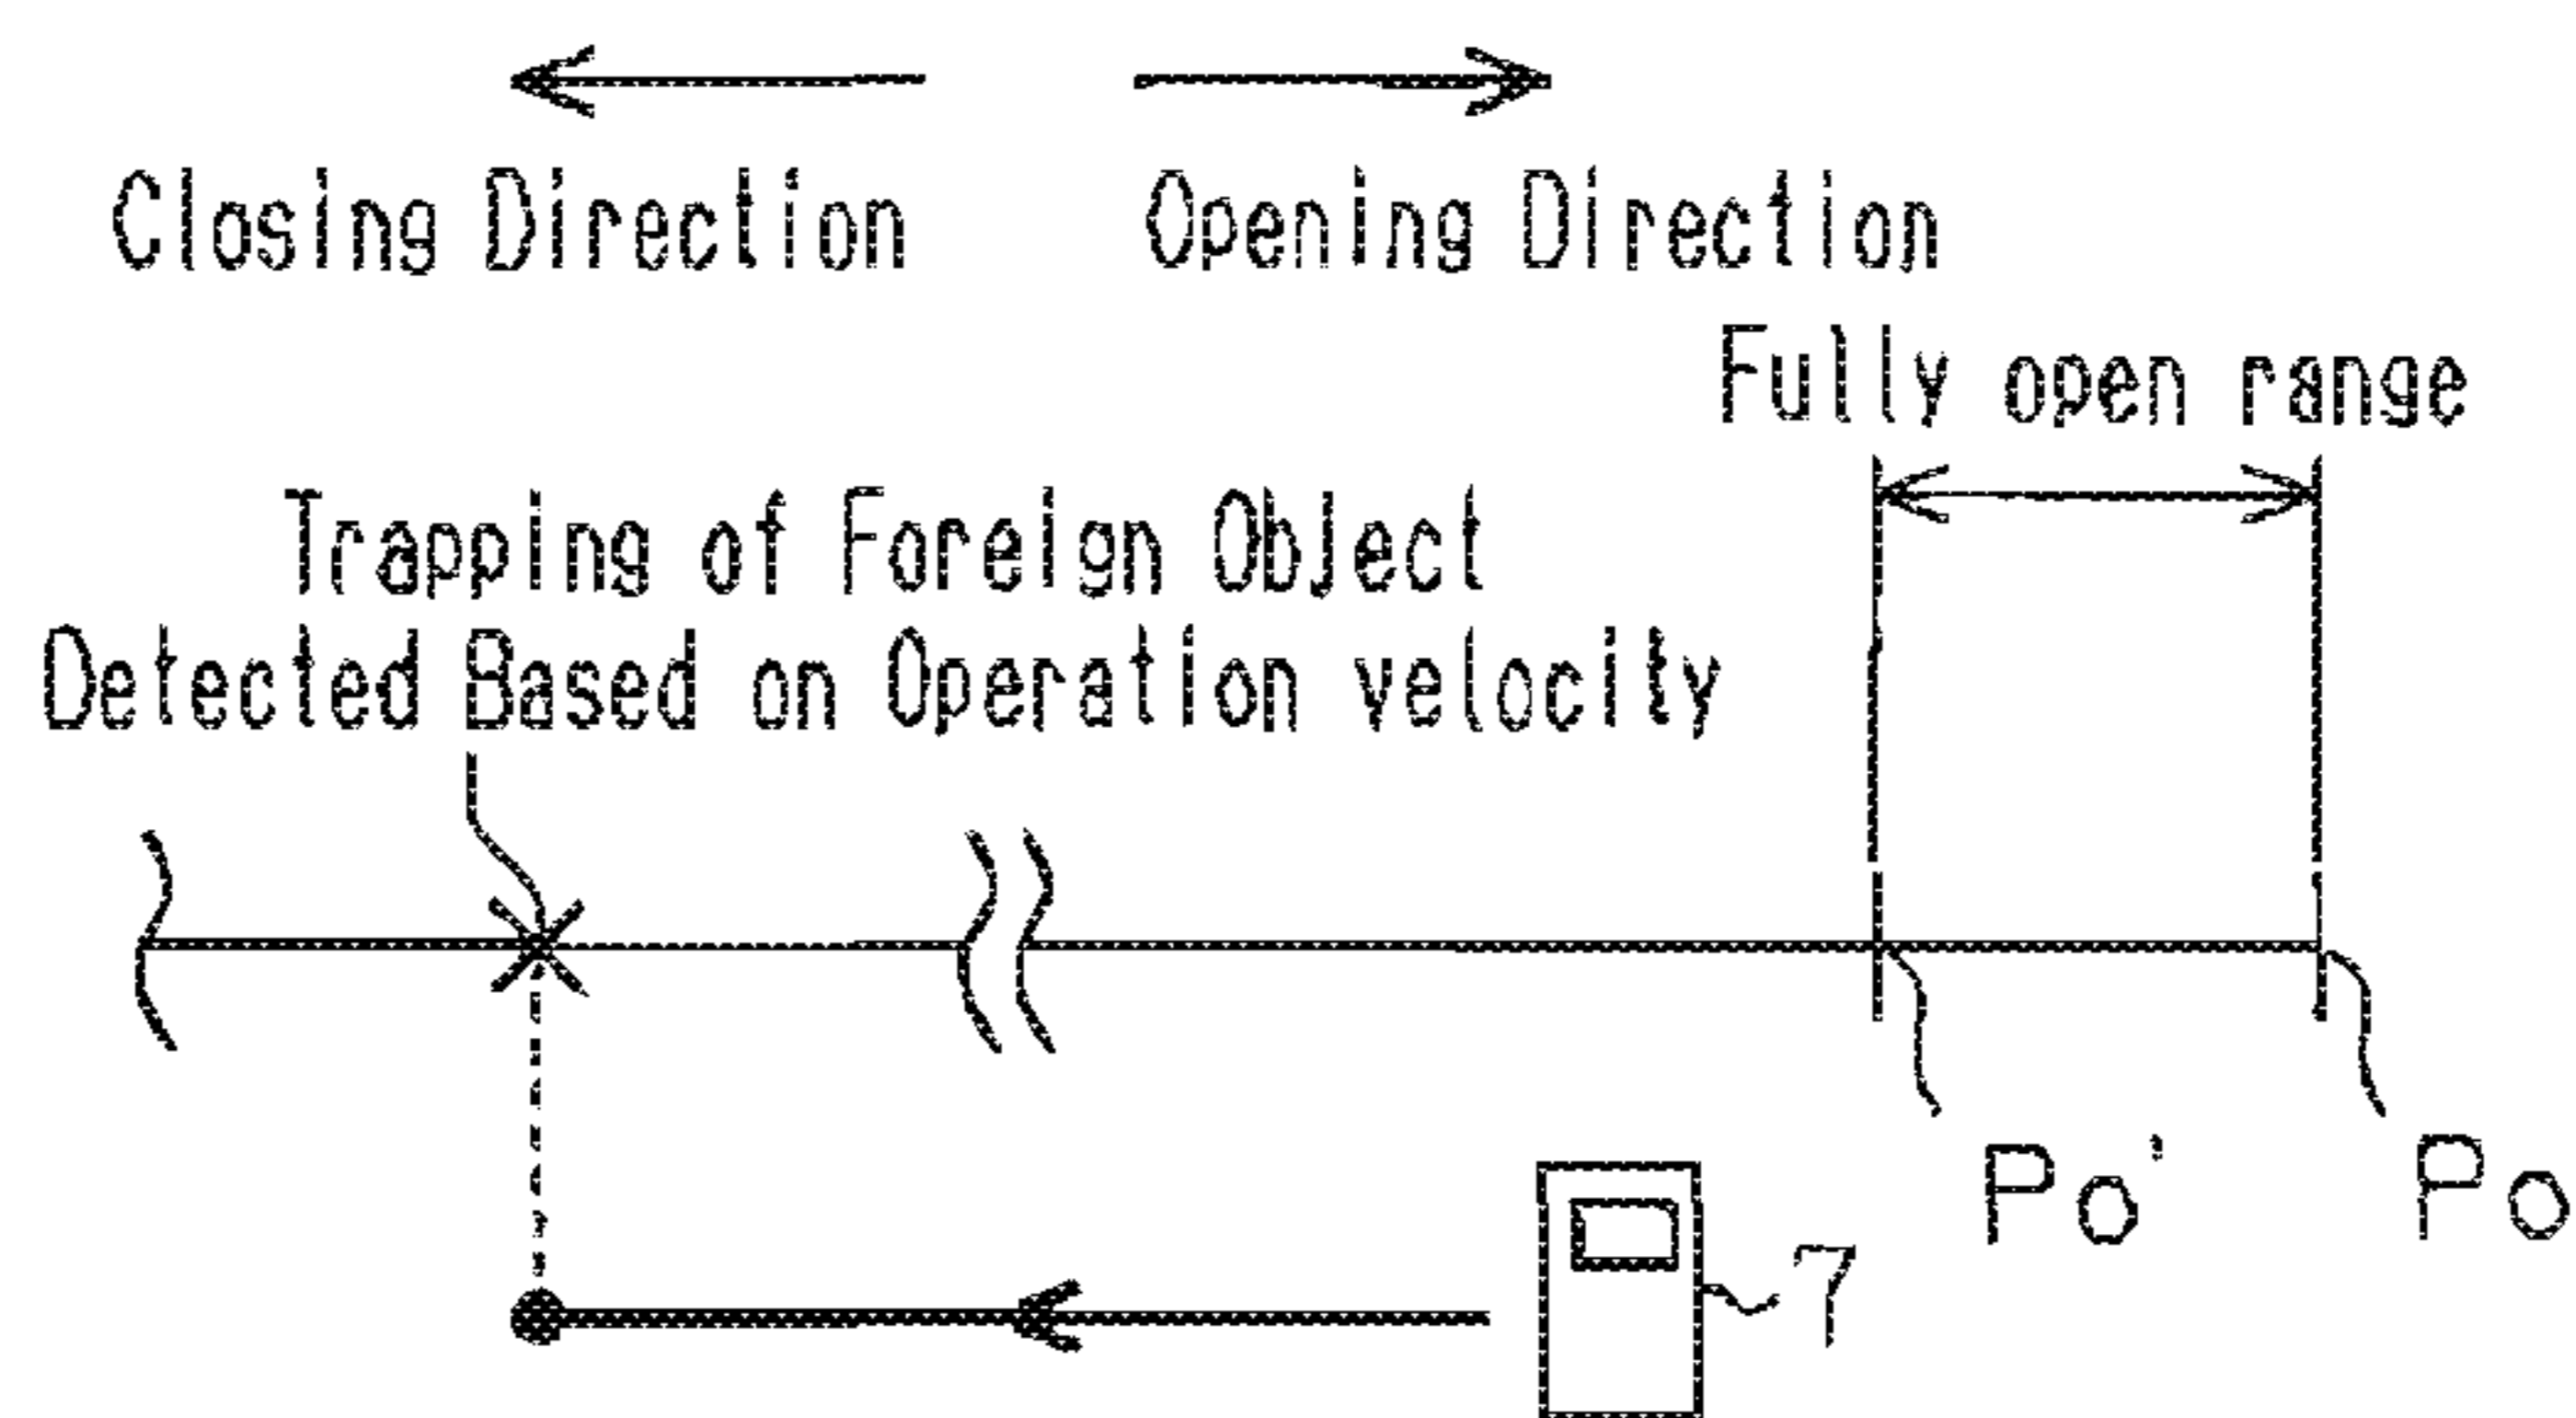 Closing Direction Opening Direction
Fully open range
Trapping of Foreign Object
Detected Based on Operation velocity
Po' Po
7